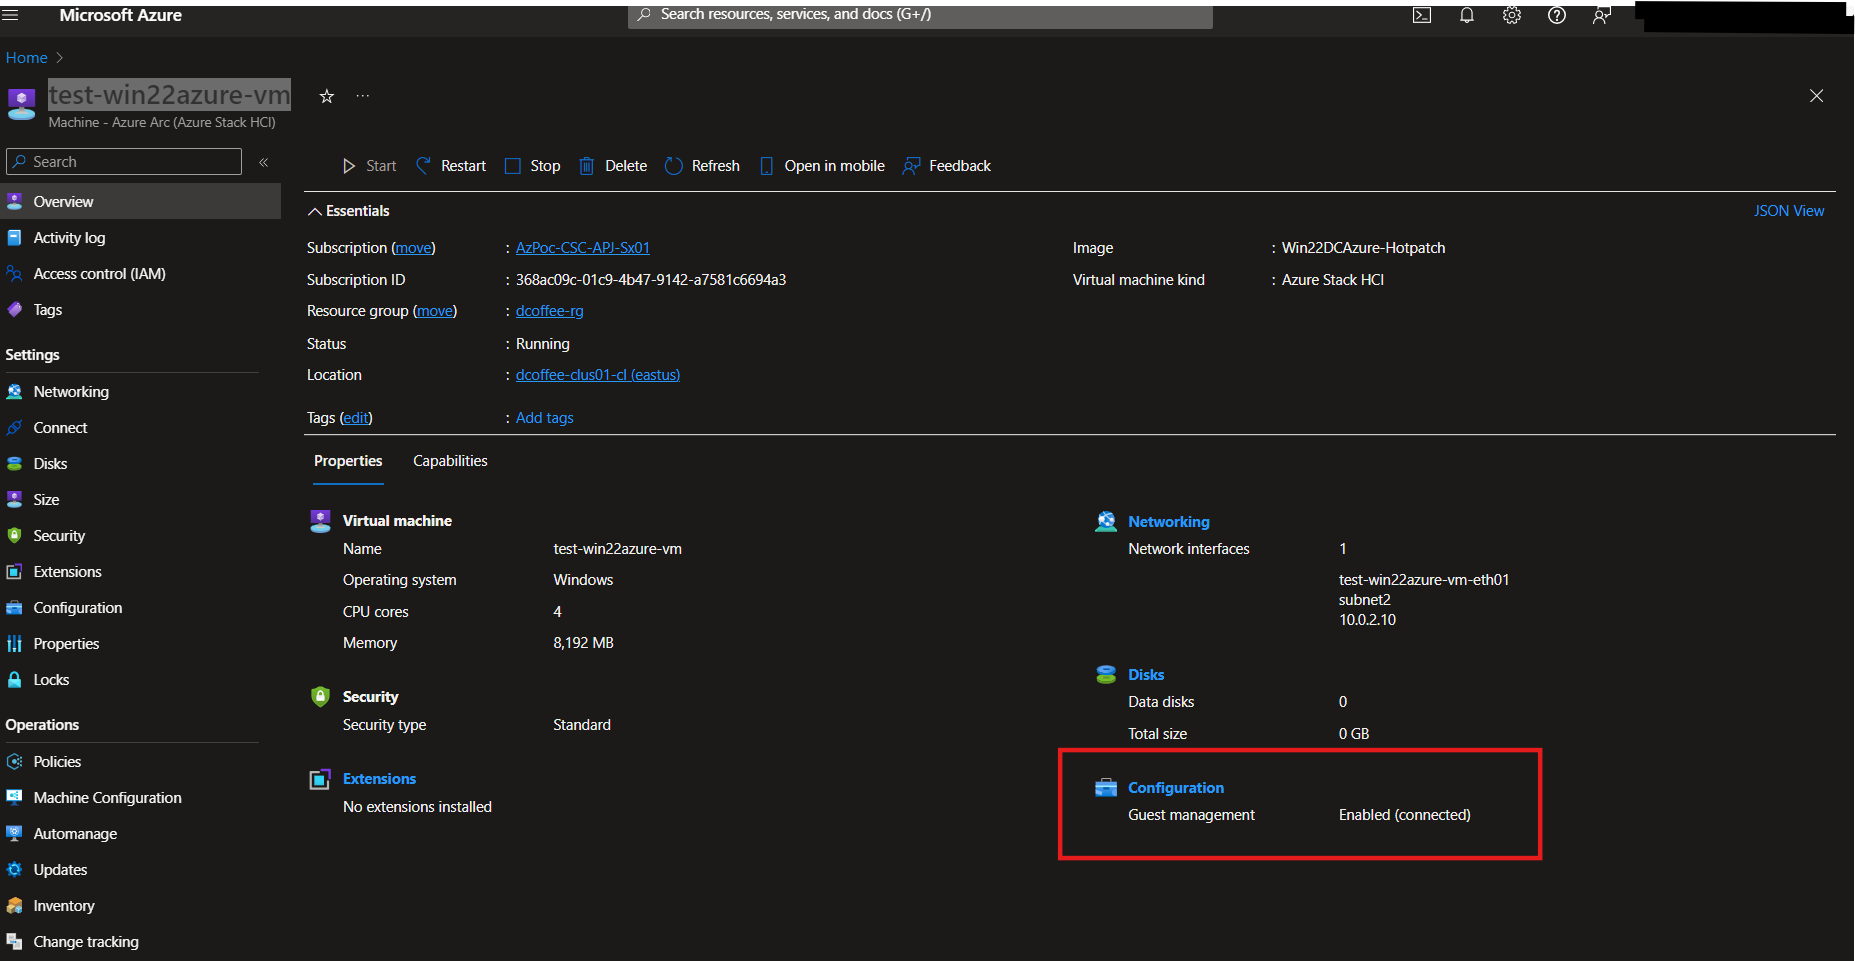 Microsoft Azure
Search resources, services, and docs (G+/)
Home
test-win22azure-vm
Machine - Azure Arc (Azure Stack HCI)
Search
Start
Restart
Stop
Delete
Refresh
Open in mobile
Feedback
Overview
Activity log
Access control (IAM)
Tags
Settings
Networking
Connect
Disks
Size
Security
Extensions
Configuration
Properties
Locks
Operations
Policies
Machine Configuration
Automanage
Updates
Inventory
Change tracking
Essentials
JSON View
Subscription (move) : AzPoc-CSC-APJ-Sx01
Subscription ID : 368ac09c-01c9-4b47-9142-a7581c6694a3
Resource group (move) : dcoffee-rg
Status : Running
Location : dcoffee-clus01-cl (eastus)
Tags (edit) : Add tags
Image : Win22DCAzure-Hotpatch
Virtual machine kind : Azure Stack HCI
Properties
Capabilities
Virtual machine
Name test-win22azure-vm
Operating system Windows
CPU cores 4
Memory 8,192 MB
Security
Security type Standard
Extensions
No extensions installed
Networking
Network interfaces 1
test-win22azure-vm-eth01
subnet2
10.0.2.10
Disks
Data disks 0
Total size 0 GB
Configuration
Guest management Enabled (connected)